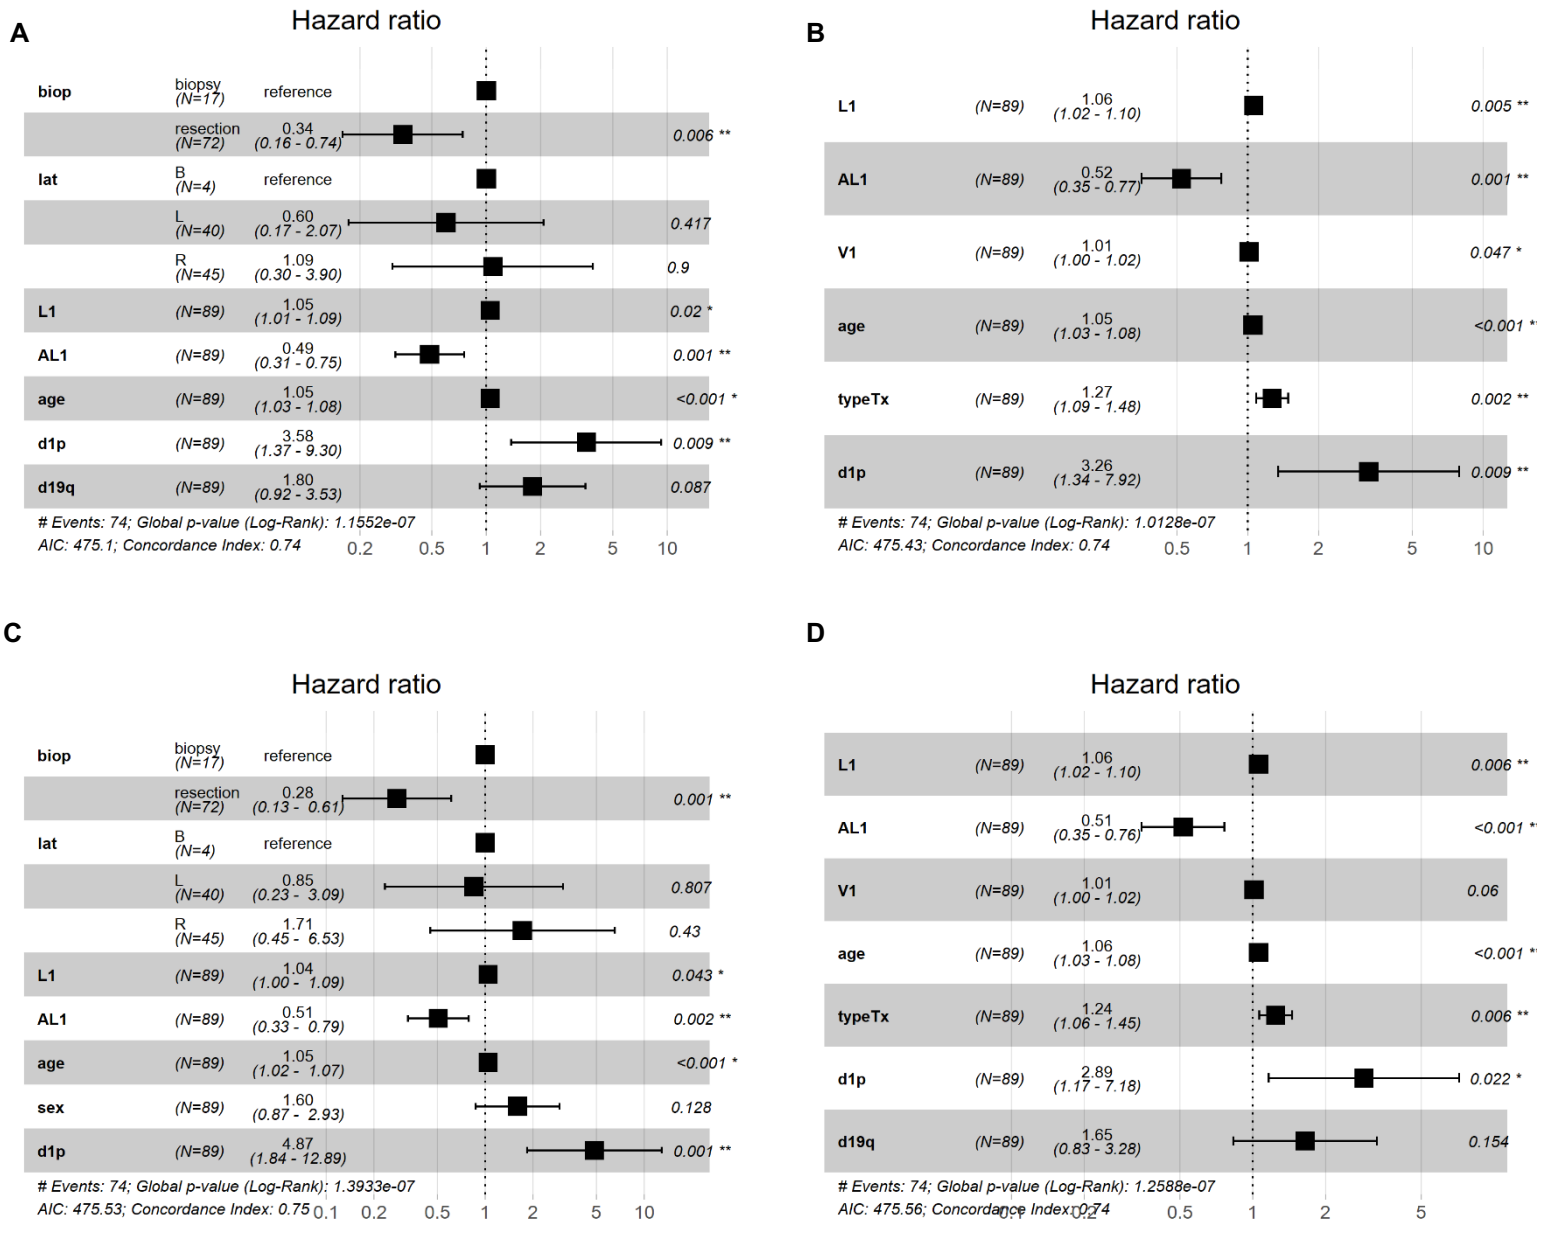 A
Hazard ratio
biop biopsy (N=17) reference
resection (N=72) 0.34 (0.16 - 0.74) 0.006 **
lat B (N=4) reference
L (N=40) 0.60 (0.17 - 2.07) 0.417
R (N=45) 1.09 (0.30 - 3.90) 0.9
L1 (N=89) 1.05 (1.01 - 1.09) 0.02 *
AL1 (N=89) 0.49 (0.31 - 0.75) 0.001 **
age (N=89) 1.05 (1.03 - 1.08) <0.001 *
d1p (N=89) 3.58 (1.37 - 9.30) 0.009 **
d19q (N=89) 1.80 (0.92 - 3.53) 0.087
# Events: 74; Global p-value (Log-Rank): 1.1552e-07
AIC: 475.1; Concordance Index: 0.74
0.2 0.5 1 2 5 10
B
Hazard ratio
L1 (N=89) 1.06 (1.02 - 1.10) 0.005 **
AL1 (N=89) 0.52 (0.35 - 0.77) 0.001 **
V1 (N=89) 1.01 (1.00 - 1.02) 0.047 *
age (N=89) 1.05 (1.03 - 1.08) <0.001 *
typeTx (N=89) 1.27 (1.09 - 1.48) 0.002 **
d1p (N=89) 3.26 (1.34 - 7.92) 0.009 **
# Events: 74; Global p-value (Log-Rank): 1.0128e-07
AIC: 475.43; Concordance Index: 0.74
0.5 1 2 5 10
C
Hazard ratio
biop biopsy (N=17) reference
resection (N=72) 0.28 (0.13 - 0.61) 0.001 **
lat B (N=4) reference
L (N=40) 0.85 (0.23 - 3.09) 0.807
R (N=45) 1.71 (0.45 - 6.53) 0.43
L1 (N=89) 1.04 (1.00 - 1.09) 0.043 *
AL1 (N=89) 0.51 (0.33 - 0.79) 0.002 **
age (N=89) 1.05 (1.02 - 1.07) <0.001 *
sex (N=89) 1.60 (0.87 - 2.93) 0.128
d1p (N=89) 4.87 (1.84 - 12.89) 0.001 **
# Events: 74; Global p-value (Log-Rank): 1.3933e-07
AIC: 475.53; Concordance Index: 0.75
0.1 0.2 0.5 1 2 5 10
D
Hazard ratio
L1 (N=89) 1.06 (1.02 - 1.10) 0.006 **
AL1 (N=89) 0.51 (0.35 - 0.76) <0.001 *
V1 (N=89) 1.01 (1.00 - 1.02) 0.06
age (N=89) 1.06 (1.03 - 1.08) <0.001 *
typeTx (N=89) 1.24 (1.06 - 1.45) 0.006 **
d1p (N=89) 2.89 (1.17 - 7.18) 0.022 *
d19q (N=89) 1.65 (0.83 - 3.28) 0.154
# Events: 74; Global p-value (Log-Rank): 1.2588e-07
AIC: 475.56; Concordance Index: 0.74
0.1 0.2 0.5 1 2 5